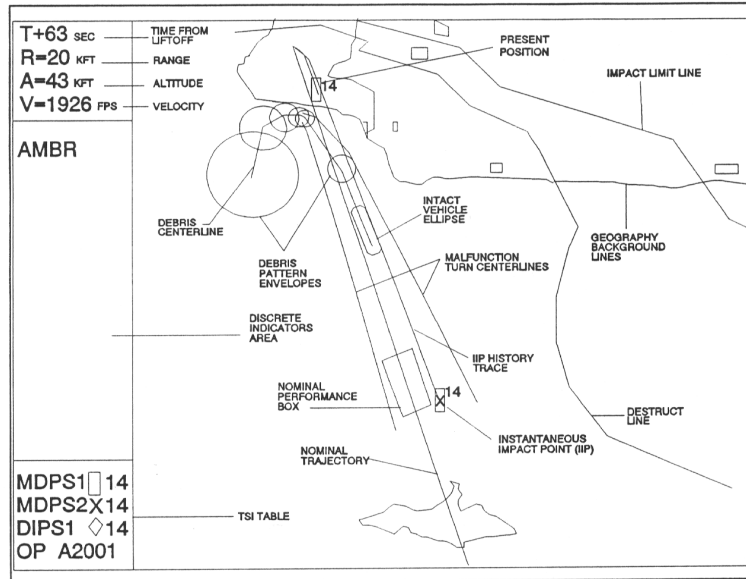 T+63 SEC
R=20 KFT
A=43 KFT
V=1926 FPS
TIME FROM
LIFTOFF
RANGE
ALTITUDE
VELOCITY
PRESENT
POSITION
14
IMPACT LIMIT LINE
AMBR
INTACT
VEHICLE
ELLIPSE
DEBRIS
CENTERLINE
GEOGRAPHY
BACKGROUND
LINES
DEBRIS
PATTERN
ENVELOPES
MALFUNCTION
TURN CENTERLINES
DISCRETE
INDICATORS
AREA
IIP HISTORY
TRACE
NOMINAL
PERFORMANCE
BOX
14
DESTRUCT
LINE
INSTANTANEOUS
IMPACT POINT (IIP)
NOMINAL
TRAJECTORY
MDPS1 14
MDPS2X14
DIPS1 ◇14
OP A2001
TSI TABLE